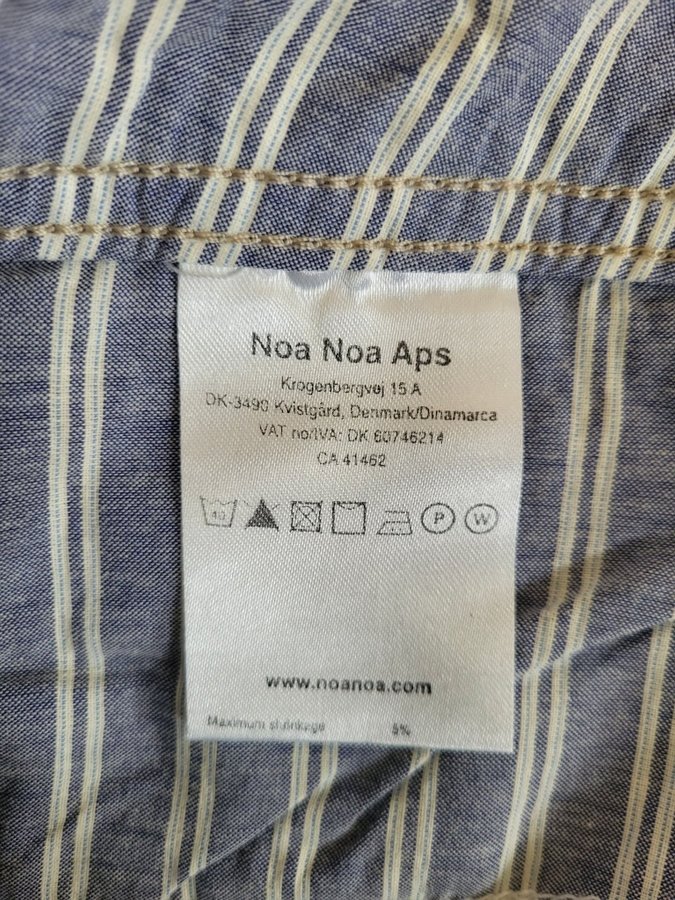 Noa Noa Aps
Krogenbergvej 15 A
DK-3490 Kvistgård, Denmark/Dinamarca
VAT no/IVA: DK 60746214
CA 41462
40
P W
www.noanoa.com
Maximum shrinkage 5%